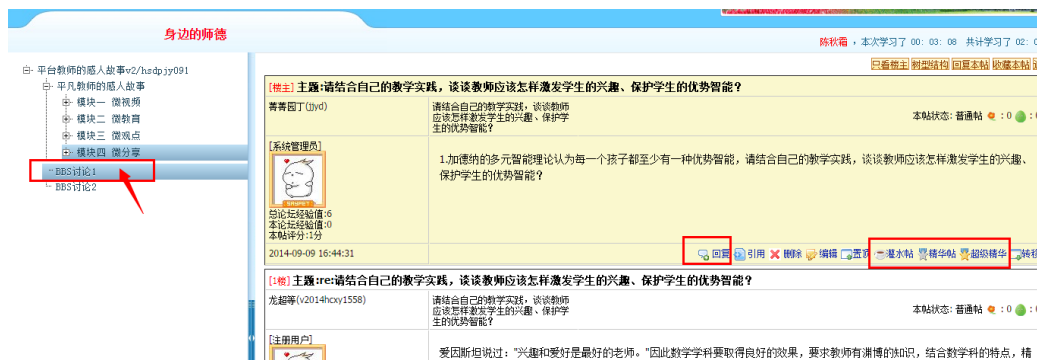 身边的师德
陈秋霜，本次学习了 00: 03: 08 共计学习了 02:
平台教师的感人故事v2/hsdpjy091
平凡教师的感人故事
模块一 微视频
模块二 微教育
模块三 微观点
模块四 微分享
BBS讨论1
BBS讨论2
只看楼主 树型结构 回复本帖 收藏本帖
[楼主] 主题:请结合自己的教学实践，谈谈教师应该怎样激发学生的兴趣、保护学生的优势智能?
菁菁园丁(jyd)
请结合自己的教学实践，谈谈教师
应该怎样激发学生的兴趣、保护学
生的优势智能?
本帖状态: 普通帖 : 0
[系统管理员]
1.加德纳的多元智能理论认为每一个孩子都至少有一种优势智能，请结合自己的教学实践，谈谈教师应该怎样激发学生的兴趣、
保护学生的优势智能?
总论坛经验值:6
本论坛经验值:0
本帖评分:1分
2014-09-09 16:44:31
回复 引用 删除 编辑 置顶 灌水帖 精华帖 超级精华 转移
[1楼] 主题:re:请结合自己的教学实践，谈谈教师应该怎样激发学生的兴趣、保护学生的优势智能?
龙超等(v2014hcxy1558)
请结合自己的教学实践，谈谈教师
应该怎样激发学生的兴趣、保护学
生的优势智能?
本帖状态: 普通帖 : 0
[注册用户]
爱因斯坦说过："兴趣和爱好是最好的老师。"因此数学学科要取得良好的效果，要求教师有渊博的知识，结合数学科的特点，精